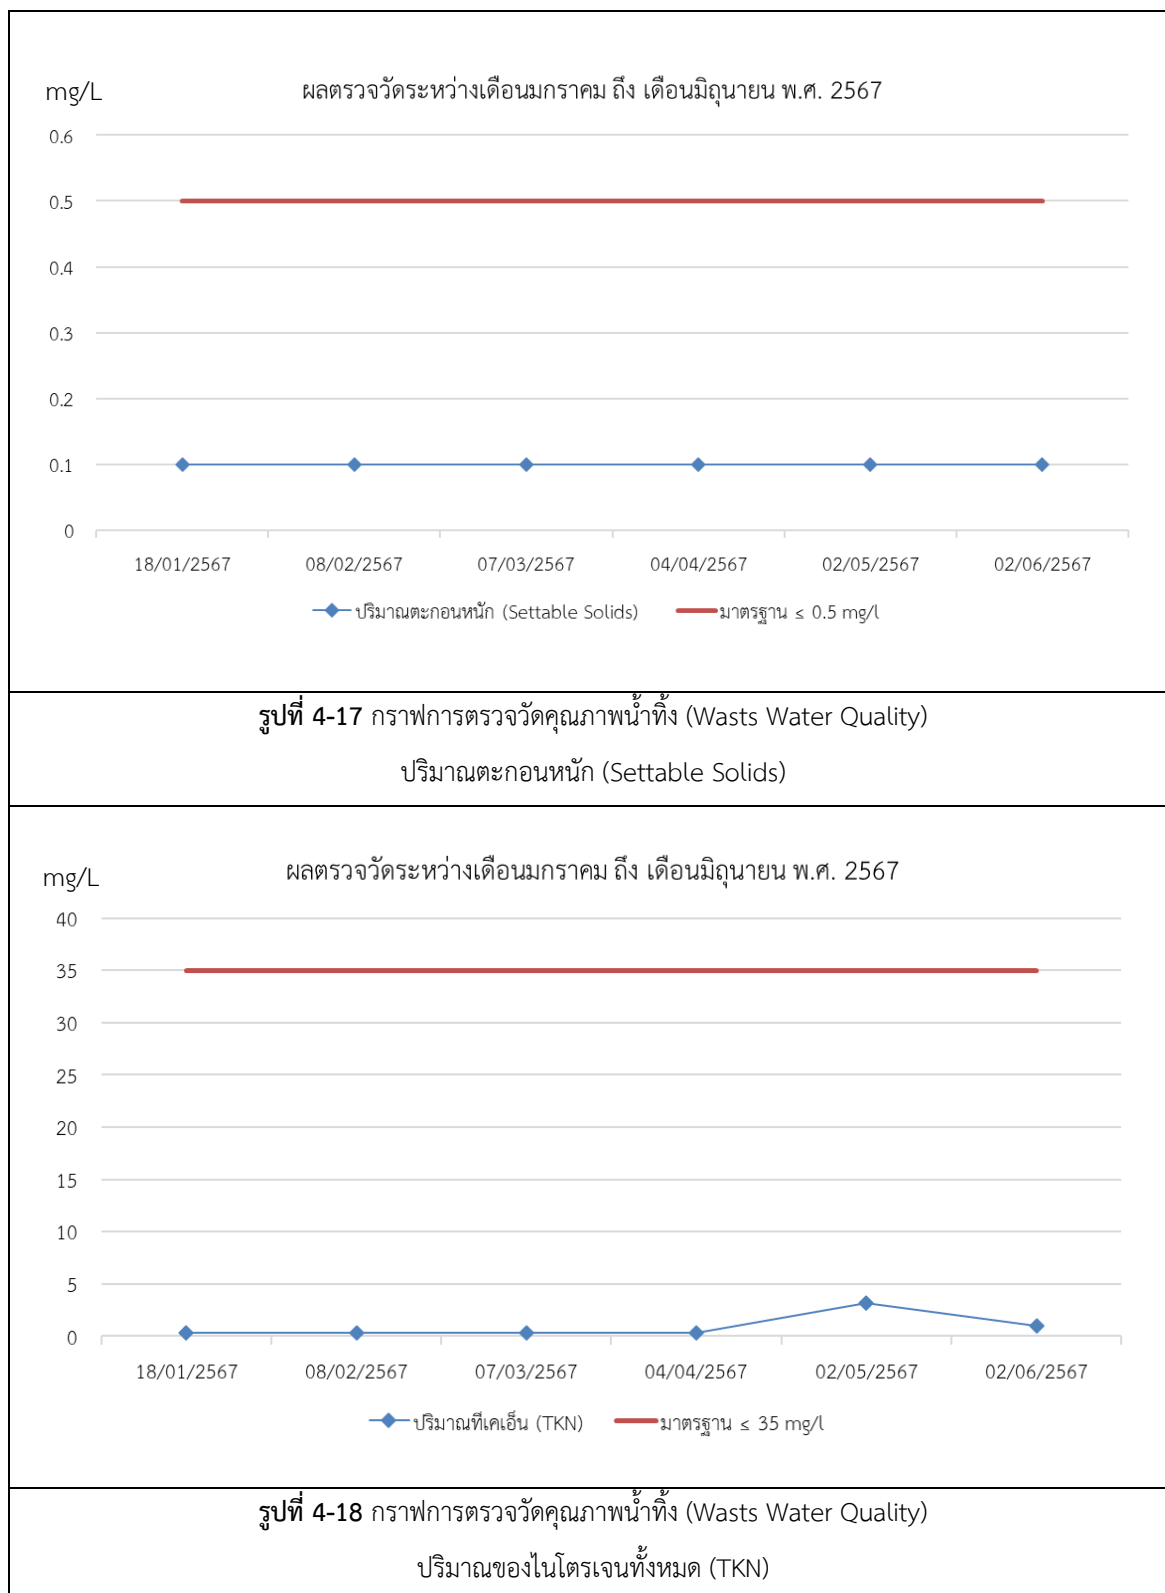 mg/L
ผลตรวจวัดระหว่างเดือนมกราคม ถึง เดือนมิถุนายน พ.ศ. 2567
0.6
0.5
0.4
0.3
0.2
0.1
0
18/01/2567 08/02/2567 07/03/2567 04/04/2567 02/05/2567 02/06/2567
ปริมาณตะกอนหนัก (Settable Solids) มาตรฐาน ≤ 0.5 mg/l
รูปที่ 4-17 กราฟการตรวจวัดคุณภาพน้ำทิ้ง (Wasts Water Quality)
ปริมาณตะกอนหนัก (Settable Solids)
mg/L
ผลตรวจวัดระหว่างเดือนมกราคม ถึง เดือนมิถุนายน พ.ศ. 2567
40
35
30
25
20
15
10
5
0
18/01/2567 08/02/2567 07/03/2567 04/04/2567 02/05/2567 02/06/2567
ปริมาณทีเคเอ็น (TKN) มาตรฐาน ≤ 35 mg/l
รูปที่ 4-18 กราฟการตรวจวัดคุณภาพน้ำทิ้ง (Wasts Water Quality)
ปริมาณของไนโตรเจนทั้งหมด (TKN)